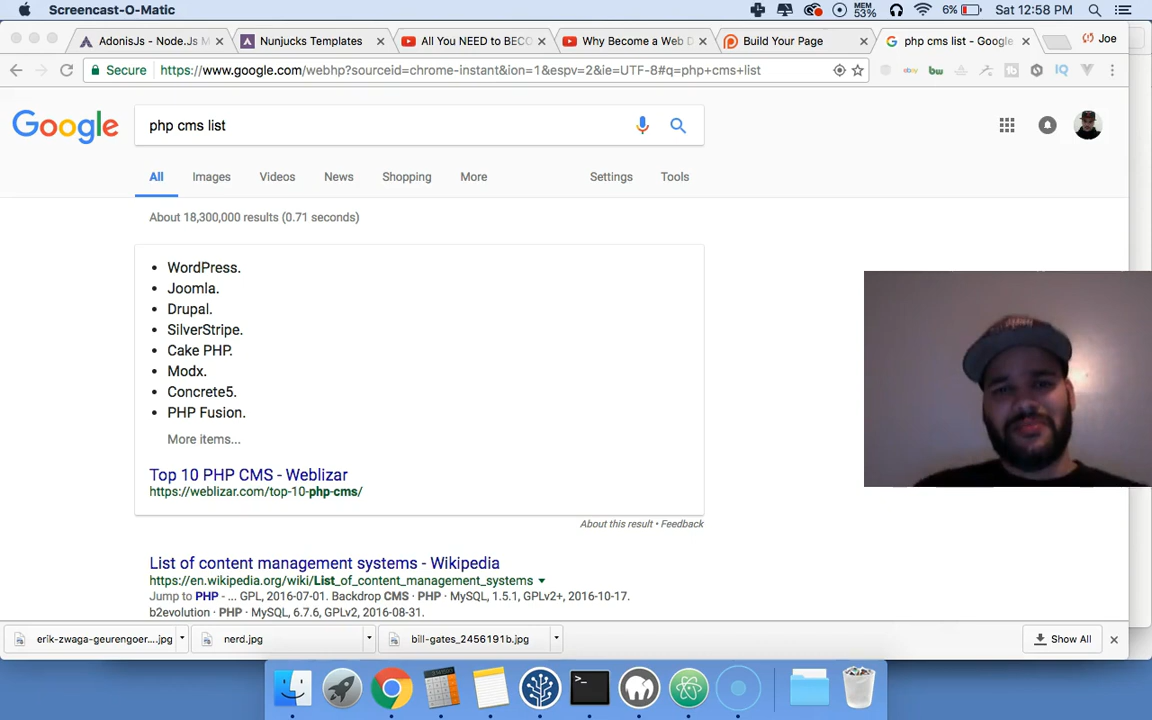 Screencast-O-Matic
MEM
53%
6%
Sat 12:58 PM
AdonisJs - Node.Js M
Nunjucks Templates
All You NEED to BECO
Why Become a Web D
Build Your Page
php cms list - Google
Joe
Secure
https://www.google.com/webhp?sourceid=chrome-instant&ion=1&espv=2&ie=UTF-8#q=php+cms+list
ebay
bw
IQ
Google
php cms list
All
Images
Videos
News
Shopping
More
Settings
Tools
About 18,300,000 results (0.71 seconds)
WordPress.
Joomla.
Drupal.
SilverStripe.
Cake PHP.
Modx.
Concrete5.
PHP Fusion.
More items...
Top 10 PHP CMS - Weblizar
https://weblizar.com/top-10-php-cms/
About this result • Feedback
List of content management systems - Wikipedia
https://en.wikipedia.org/wiki/List_of_content_management_systems
Jump to PHP - ... GPL, 2016-07-01. Backdrop CMS · PHP · MySQL, 1.5.1, GPLv2+, 2016-10-17.
b2evolution · PHP · MySQL, 6.7.6, GPLv2, 2016-08-31.
erik-zwaga-geurengoer....jpg
nerd.jpg
bill-gates_2456191b.jpg
Show All